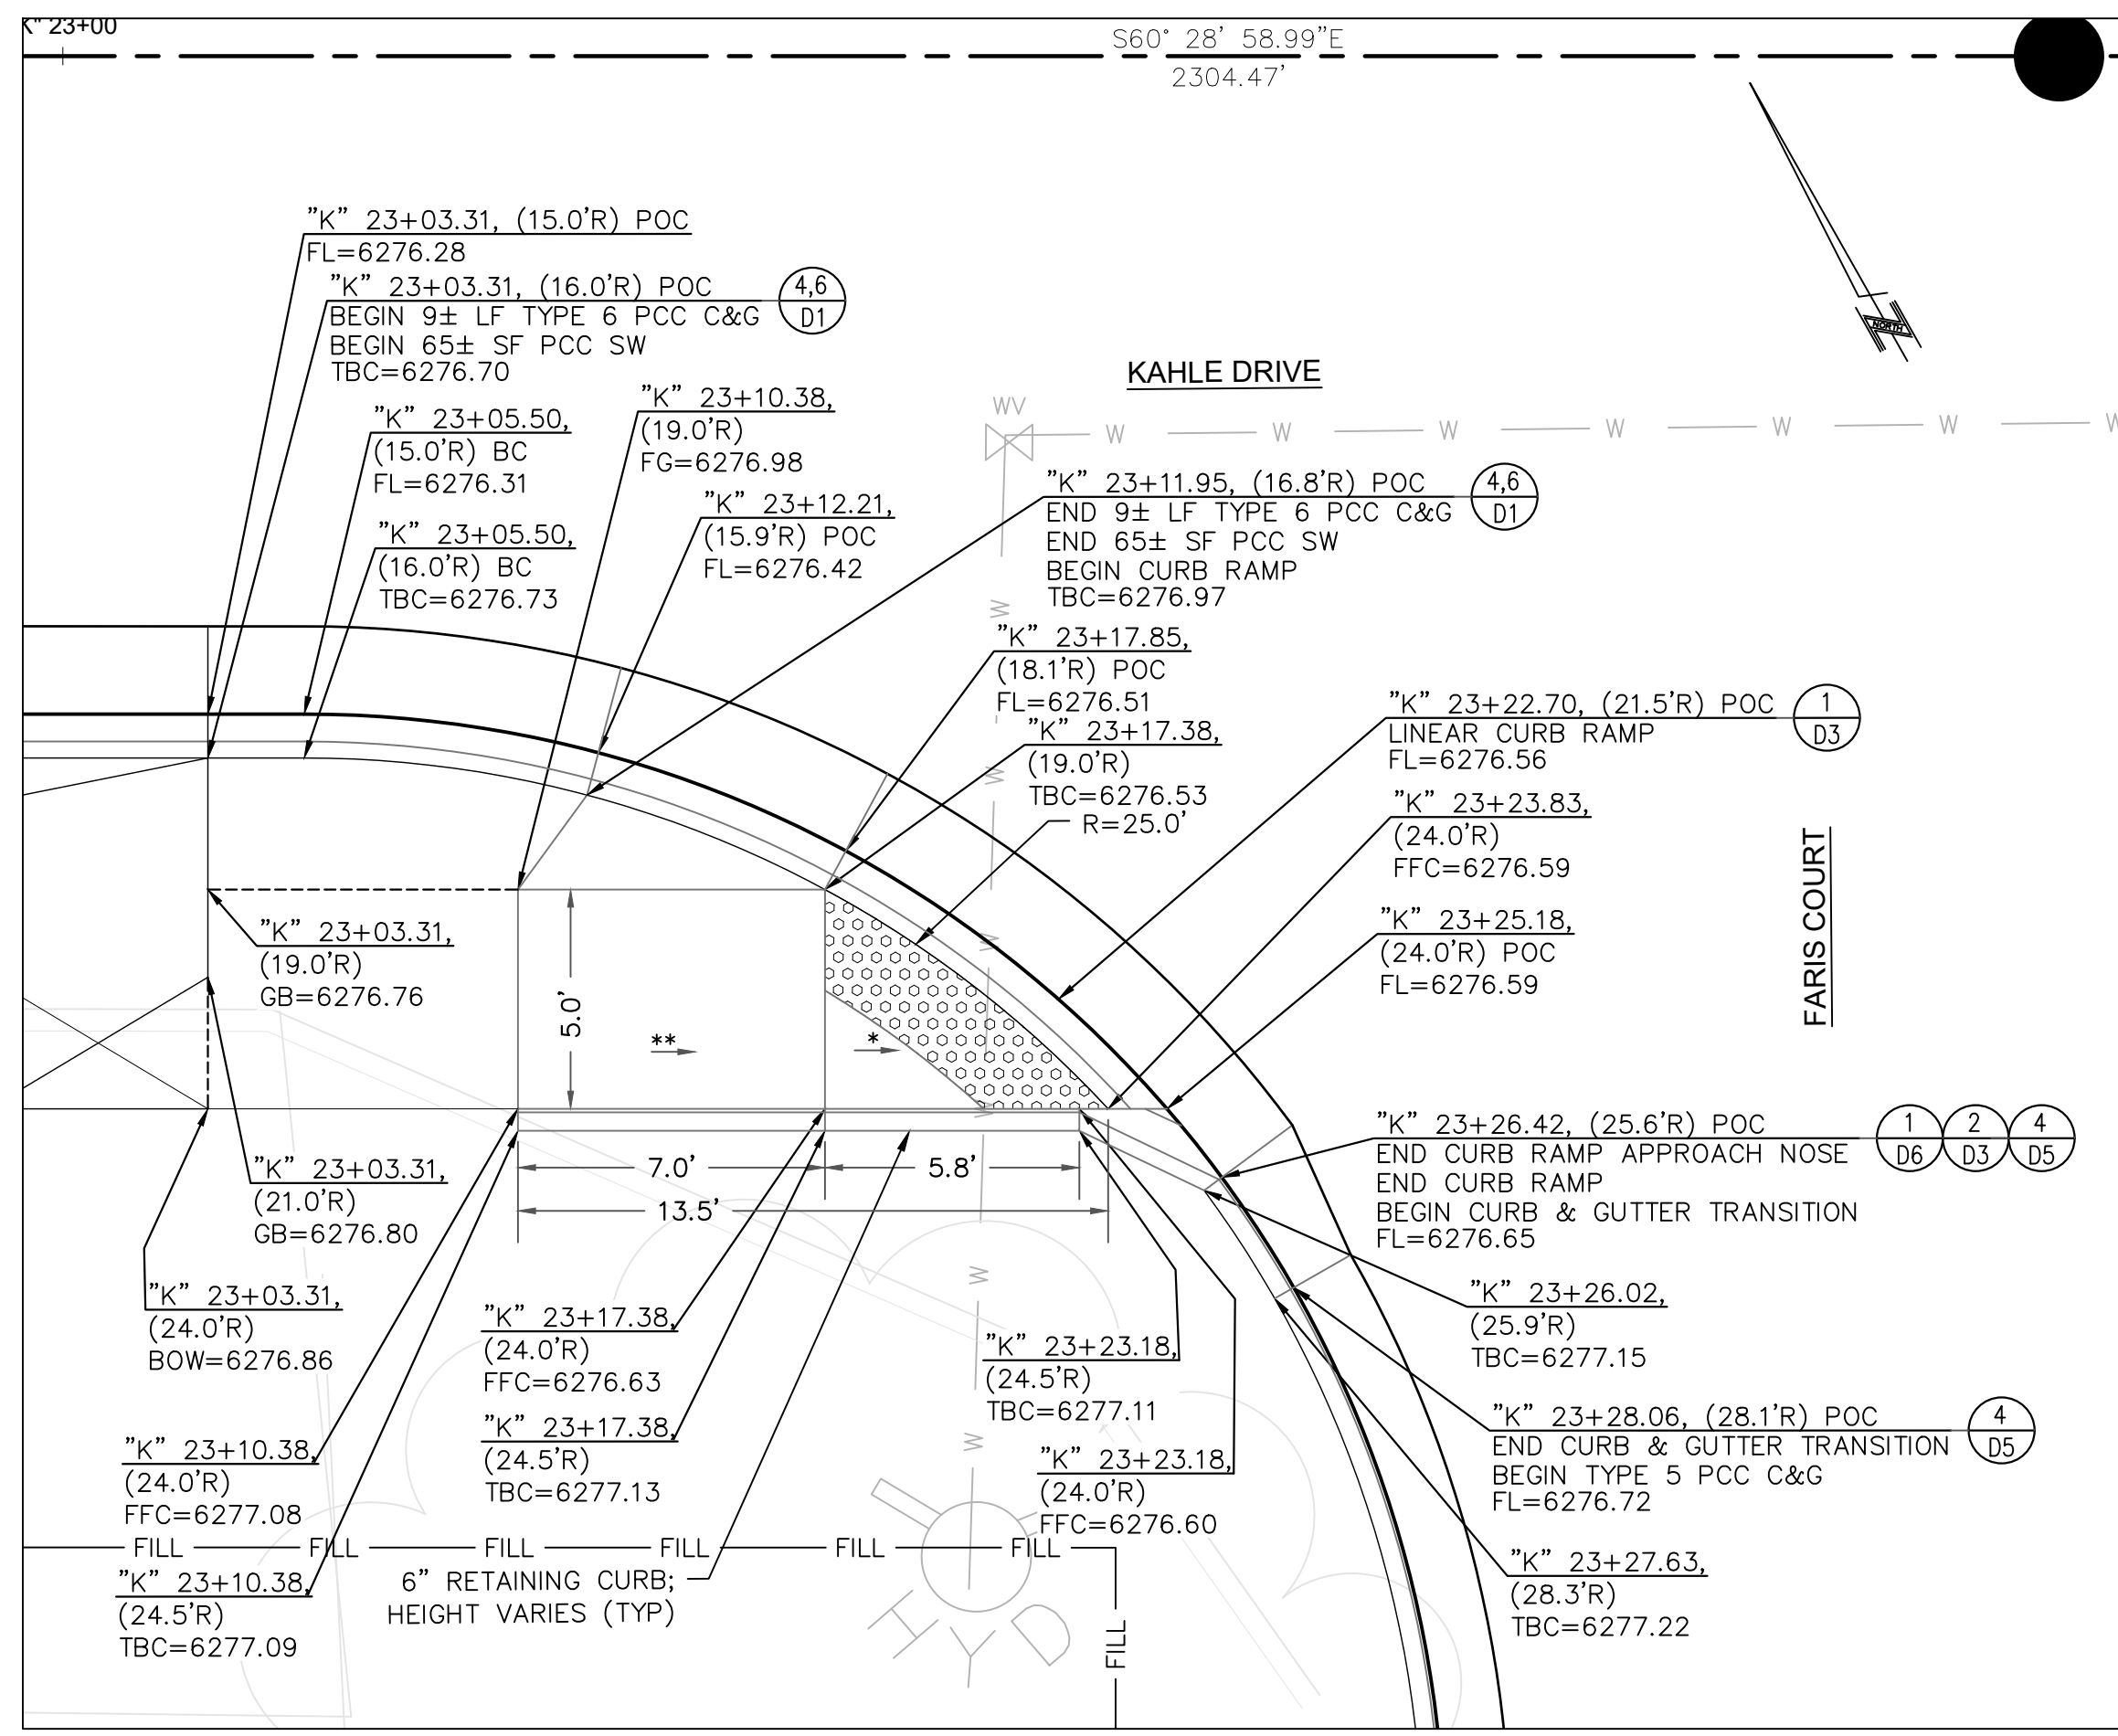 K" 23+00
S60° 28' 58.99"E
2304.47'
NORTH
"K" 23+03.31, (15.0'R) POC
FL=6276.28
"K" 23+03.31, (16.0'R) POC
BEGIN 9± LF TYPE 6 PCC C&G
BEGIN 65± SF PCC SW
TBC=6276.70
4,6
D1
KAHLE DRIVE
"K" 23+05.50,
(15.0'R) BC
FL=6276.31
"K" 23+10.38,
(19.0'R)
FG=6276.98
WV
W
W
W
W
W
W
W
"K" 23+05.50,
(16.0'R) BC
TBC=6276.73
"K" 23+12.21,
(15.9'R) POC
FL=6276.42
"K" 23+11.95, (16.8'R) POC
END 9± LF TYPE 6 PCC C&G
END 65± SF PCC SW
BEGIN CURB RAMP
TBC=6276.97
4,6
D1
W
"K" 23+17.85,
(18.1'R) POC
FL=6276.51
"K" 23+17.38,
(19.0'R)
TBC=6276.53
R=25.0'
W
"K" 23+22.70, (21.5'R) POC
LINEAR CURB RAMP
FL=6276.56
1
D3
"K" 23+23.83,
(24.0'R)
FFC=6276.59
"K" 23+25.18,
(24.0'R) POC
FL=6276.59
FARIS COURT
"K" 23+03.31,
(19.0'R)
GB=6276.76
5.0'
**
*
W
W
"K" 23+26.42, (25.6'R) POC
END CURB RAMP APPROACH NOSE
END CURB RAMP
BEGIN CURB & GUTTER TRANSITION
FL=6276.65
1
D6
2
D3
4
D5
"K" 23+03.31,
(21.0'R)
GB=6276.80
7.0'
5.8'
13.5'
W
"K" 23+03.31,
(24.0'R)
BOW=6276.86
"K" 23+17.38,
(24.0'R)
FFC=6276.63
"K" 23+23.18,
(24.5'R)
TBC=6277.11
"K" 23+26.02,
(25.9'R)
TBC=6277.15
"K" 23+10.38,
(24.0'R)
FFC=6277.08
"K" 23+17.38,
(24.5'R)
TBC=6277.13
W
"K" 23+23.18,
(24.0'R)
FFC=6276.60
"K" 23+28.06, (28.1'R) POC
END CURB & GUTTER TRANSITION
BEGIN TYPE 5 PCC C&G
FL=6276.72
4
D5
FILL FILL FILL FILL FILL FILL
"K" 23+10.38,
(24.5'R)
TBC=6277.09
6" RETAINING CURB;
HEIGHT VARIES (TYP)
HYD
FILL
"K" 23+27.63,
(28.3'R)
TBC=6277.22